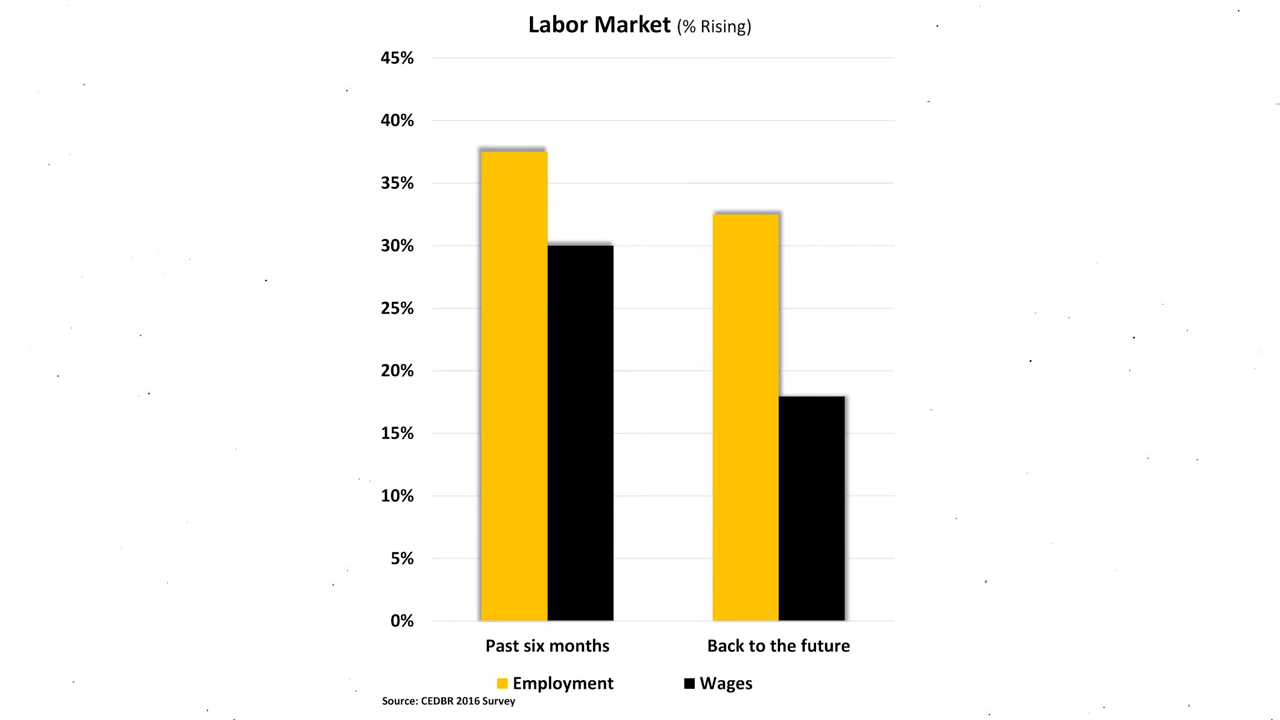 Labor Market (% Rising)
45%
40%
35%
30%
25%
20%
15%
10%
5%
0%
Past six months Back to the future
Employment Wages
Source: CEDBR 2016 Survey